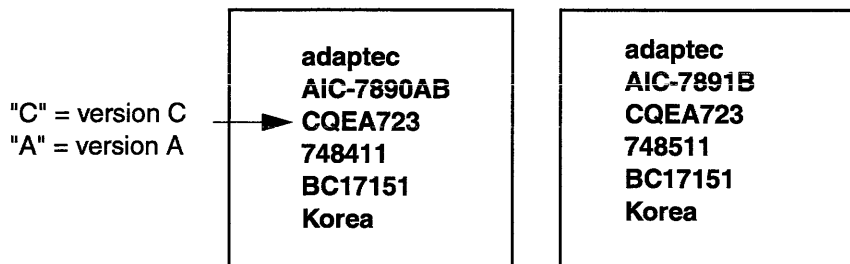 "C" = version C
"A" = version A
adaptec
AIC-7890AB
CQEA723
748411
BC17151
Korea
adaptec
AIC-7891B
CQEA723
748511
BC17151
Korea